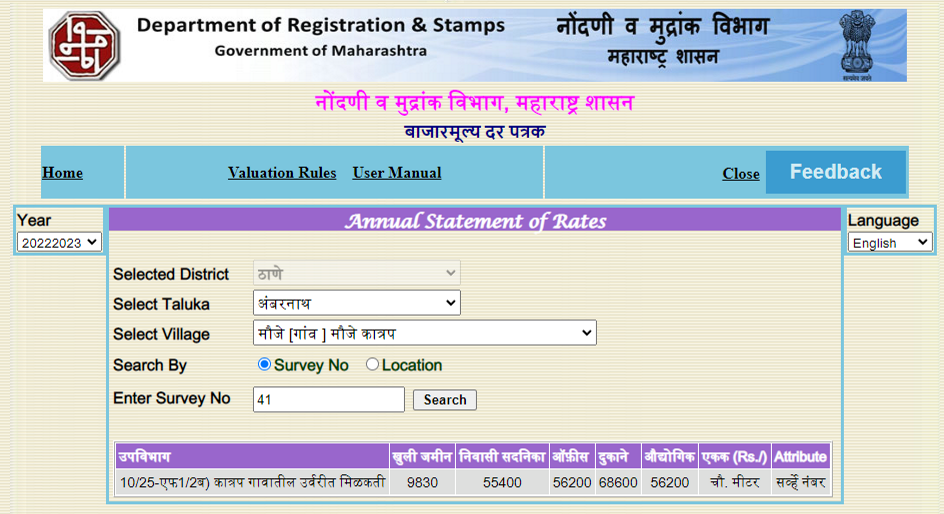 Department of Registration & Stamps
Government of Maharashtra
नोंदणी व मुद्रांक विभाग
महाराष्ट्र शासन
नोंदणी व मुद्रांक विभाग, महाराष्ट्र शासन
बाजारमूल्य दर पत्रक
Home Valuation Rules User Manual Close Feedback
Year
20222023
Annual Statement of Rates
Language
English
Selected District ठाणे
Select Taluka अंबरनाथ
Select Village मौजे [गांव ] मौजे कात्रप
Search By Survey No Location
Enter Survey No 41 Search
उपविभाग खुली जमीन निवासी सदनिका ऑफ़ीस दुकाने औद्योगिक एकक (Rs./) Attribute
10/25-एफ1/2ब) कात्रप गावातील उर्वरीत मिळकती 9830 55400 56200 68600 56200 चौ. मीटर सर्व्हे नंबर